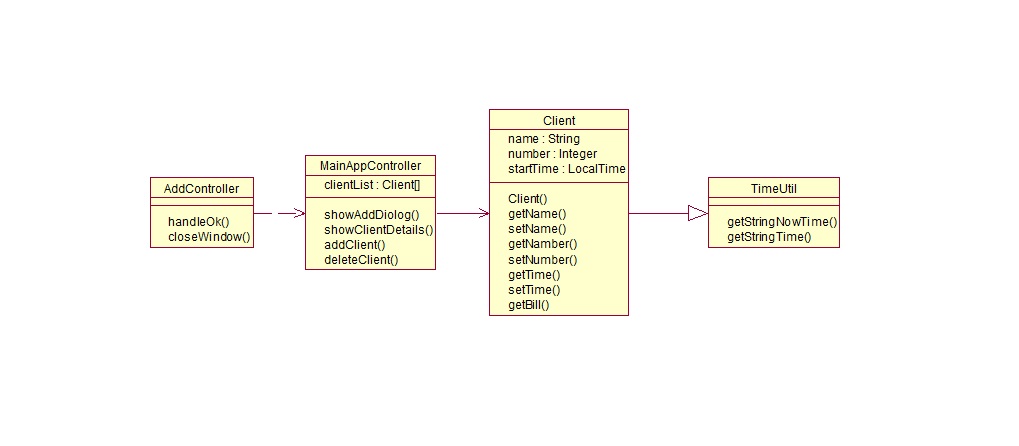 AddController
handleOk()
closeWindow()
MainAppController
clientList : Client[]
showAddDiolog()
showClientDetails()
addClient()
deleteClient()
Client
name : String
number : Integer
startTime : LocalTime
Client()
getName()
setName()
getNamber()
setNumber()
getTime()
setTime()
getBill()
TimeUtil
getStringNowTime()
getStringTime()